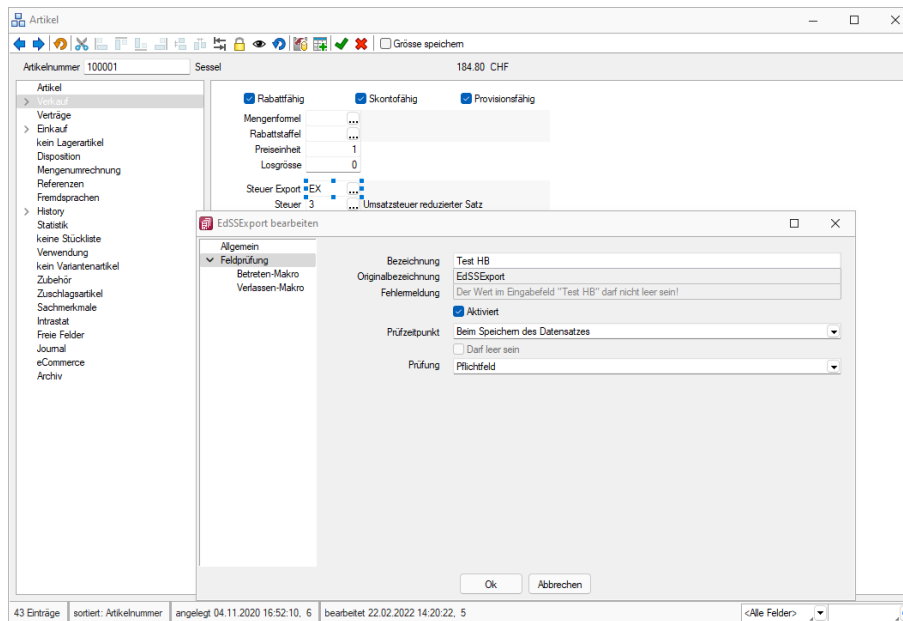 Artikel
Grösse speichern
Artikelnummer 100001 Sessel 184.80 CHF
Artikel
Verkauf
Verträge
Einkauf
kein Lagerartikel
Disposition
Mengenumrechnung
Referenzen
Fremdsprachen
History
Statistik
keine Stückliste
Verwendung
kein Variantenartikel
Zubehör
Zuschlagsartikel
Sachmerkmale
Intrastat
Freie Felder
Journal
eCommerce
Archiv
Rabattfähig Skontofähig Provisionsfähig
Mengenformel ...
Rabattstaffel ...
Preiseinheit 1
Losgrösse 0
Steuer Export EX ...
Steuer 3 ... Umsatzsteuer reduzierter Satz
EdSSExport bearbeiten
Allgemein
Feldprüfung
Betreten-Makro
Verlassen-Makro
Bezeichnung Test HB
Originalbezeichnung EdSSExport
Fehlermeldung Der Wert im Eingabefeld "Test HB" darf nicht leer sein!
Aktiviert
Prüfzeitpunkt Beim Speichern des Datensatzes
Darf leer sein
Prüfung Pflichtfeld
Ok Abbrechen
43 Einträge sortiert: Artikelnummer angelegt 04.11.2020 16:52:10, 6 bearbeitet 22.02.2022 14:20:22, 5 <Alle Felder>